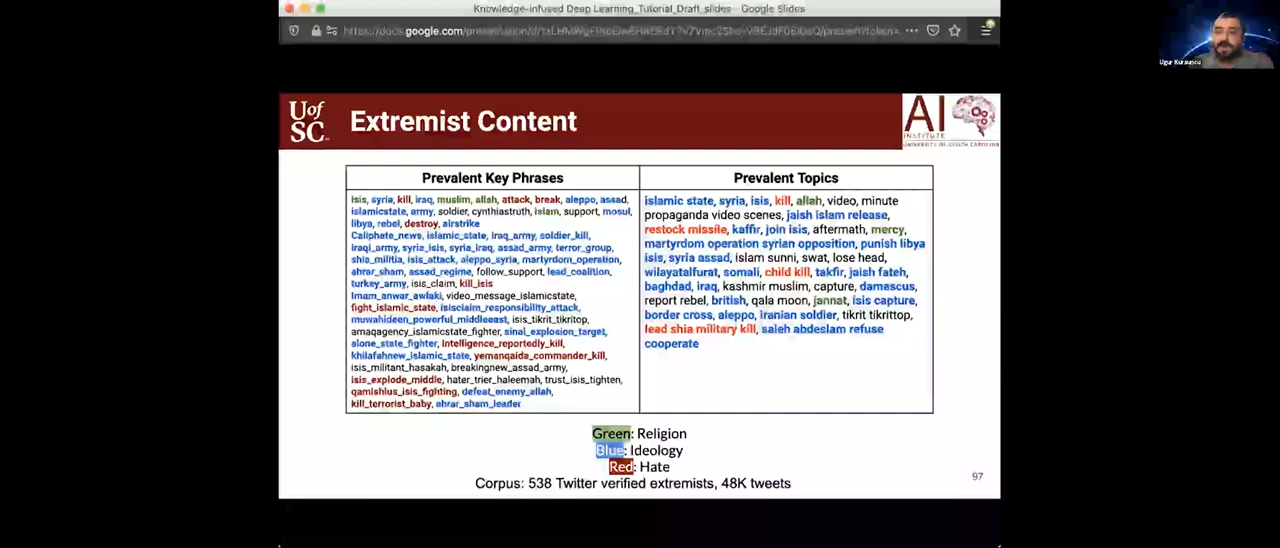 Knowledge-infused Deep Learning_Tutorial_Draft_slides - Google Slides
Ugur Kursuncu
UofSC
Extremist Content
AI
INSTITUTE
UNIVERSITY OF SOUTH CAROLINA
Prevalent Key Phrases
isis, syria, kill, iraq, muslim, allah, attack, break, aleppo, assad,
islamicstate, army, soldier, cynthiastruth, islam, support, mosul,
libya, rebel, destroy, airstrike
Caliphate_news, islamic_state, iraq_army, soldier_kill,
iraqi_army, syria_isis, syria_iraq, assad_army, terror_group,
shia_militia, isis_attack, aleppo_syria, martyrdom_operation,
ahrar_sham, assad_regime, follow_support, lead_coalition,
turkey_army, isis_claim, kill_isis
Imam_anwar_awlaki, video_message_islamicstate,
fight_islamic_state, isisclaim_responsibility_attack,
muwahideen_powerful_middleeast, isis_tikrit_tikritop,
amaqagency_islamicstate_fighter, sinai_explosion_target,
alone_state_fighter, intelligence_reportedly_kill,
khilafahnew_islamic_state, yemanqaida_commander_kill,
isis_militant_hasakah, breakingnew_assad_army,
isis_explode_middle, hater_trier_haleemah, trust_isis_tighten,
qamishlus_isis_fighting, defeat_enemy_allah,
kill_terrorist_baby, ahrar_sham_leader
Prevalent Topics
islamic state, syria, isis, kill, allah, video, minute
propaganda video scenes, jaish islam release,
restock missile, kaffir, join isis, aftermath, mercy,
martyrdom operation syrian opposition, punish libya
isis, syria assad, islam sunni, swat, lose head,
wilayatalfurat, somali, child kill, takfir, jaish fateh,
baghdad, iraq, kashmir muslim, capture, damascus,
report rebel, british, qala moon, jannat, isis capture,
border cross, aleppo, iranian soldier, tikrit tikrittop,
lead shia military kill, saleh abdeslam refuse
cooperate
Green: Religion
Blue: Ideology
Red: Hate
Corpus: 538 Twitter verified extremists, 48K tweets
97